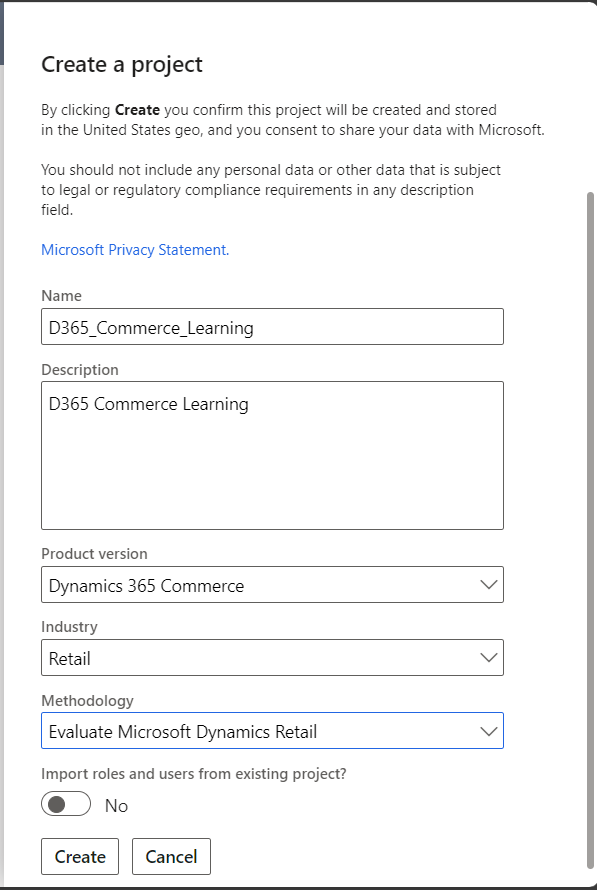 Create a project
By clicking Create you confirm this project will be created and stored
in the United States geo, and you consent to share your data with Microsoft.
You should not include any personal data or other data that is subject
to legal or regulatory compliance requirements in any description
field.
Microsoft Privacy Statement.
Name
D365_Commerce_Learning
Description
D365 Commerce Learning
Product version
Dynamics 365 Commerce
Industry
Retail
Methodology
Evaluate Microsoft Dynamics Retail
Import roles and users from existing project?
No
Create Cancel